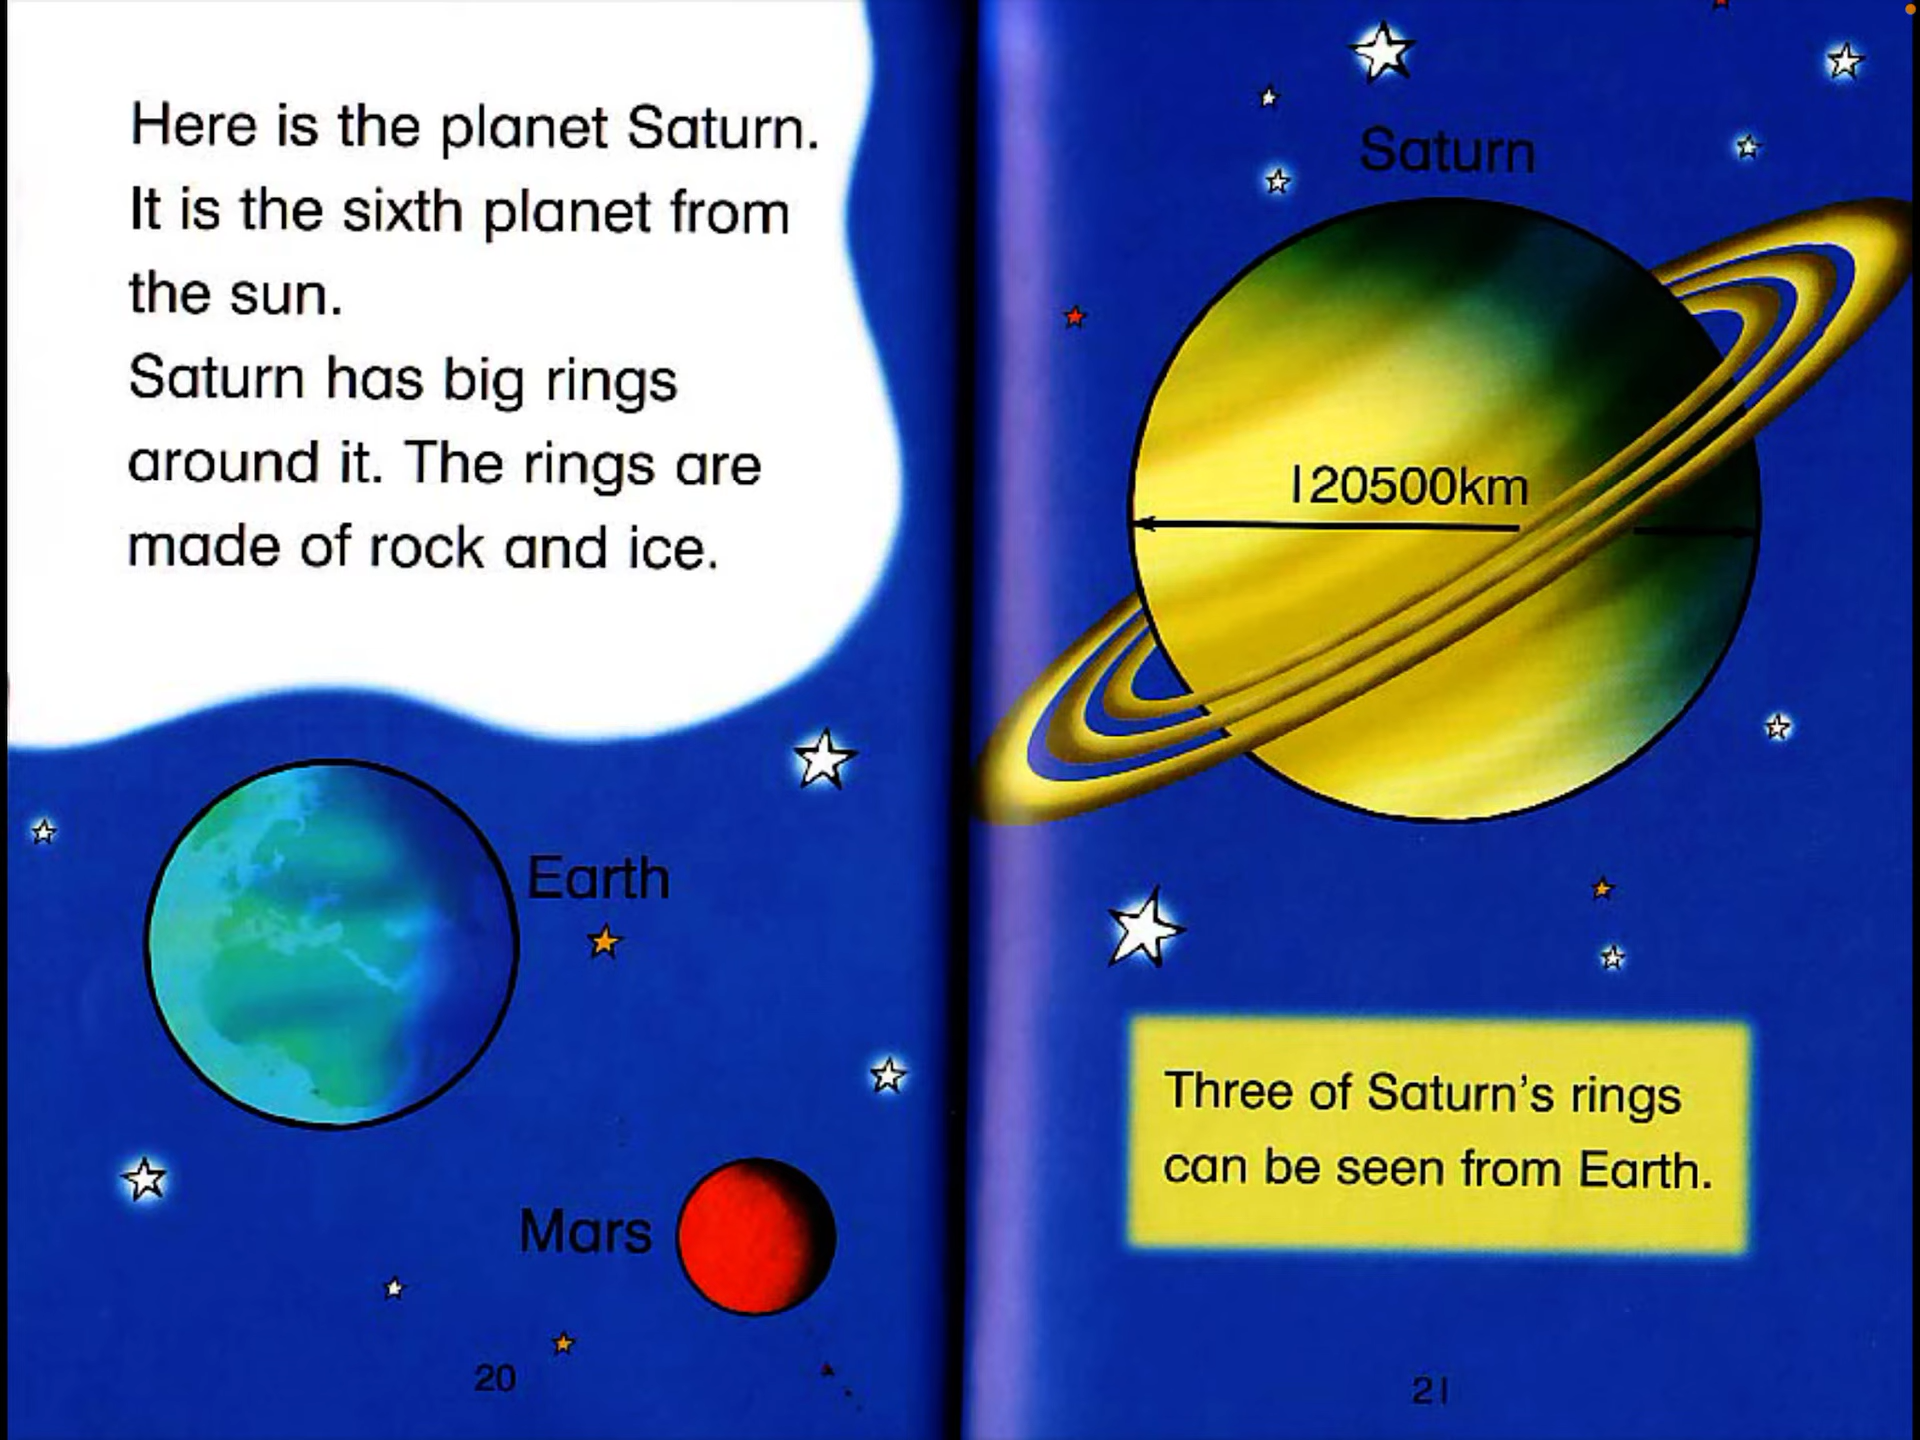 Here is the planet Saturn.
It is the sixth planet from
the sun.
Saturn has big rings
around it. The rings are
made of rock and ice.
Earth
Mars
20
Saturn
120500km
Three of Saturn's rings
can be seen from Earth.
21